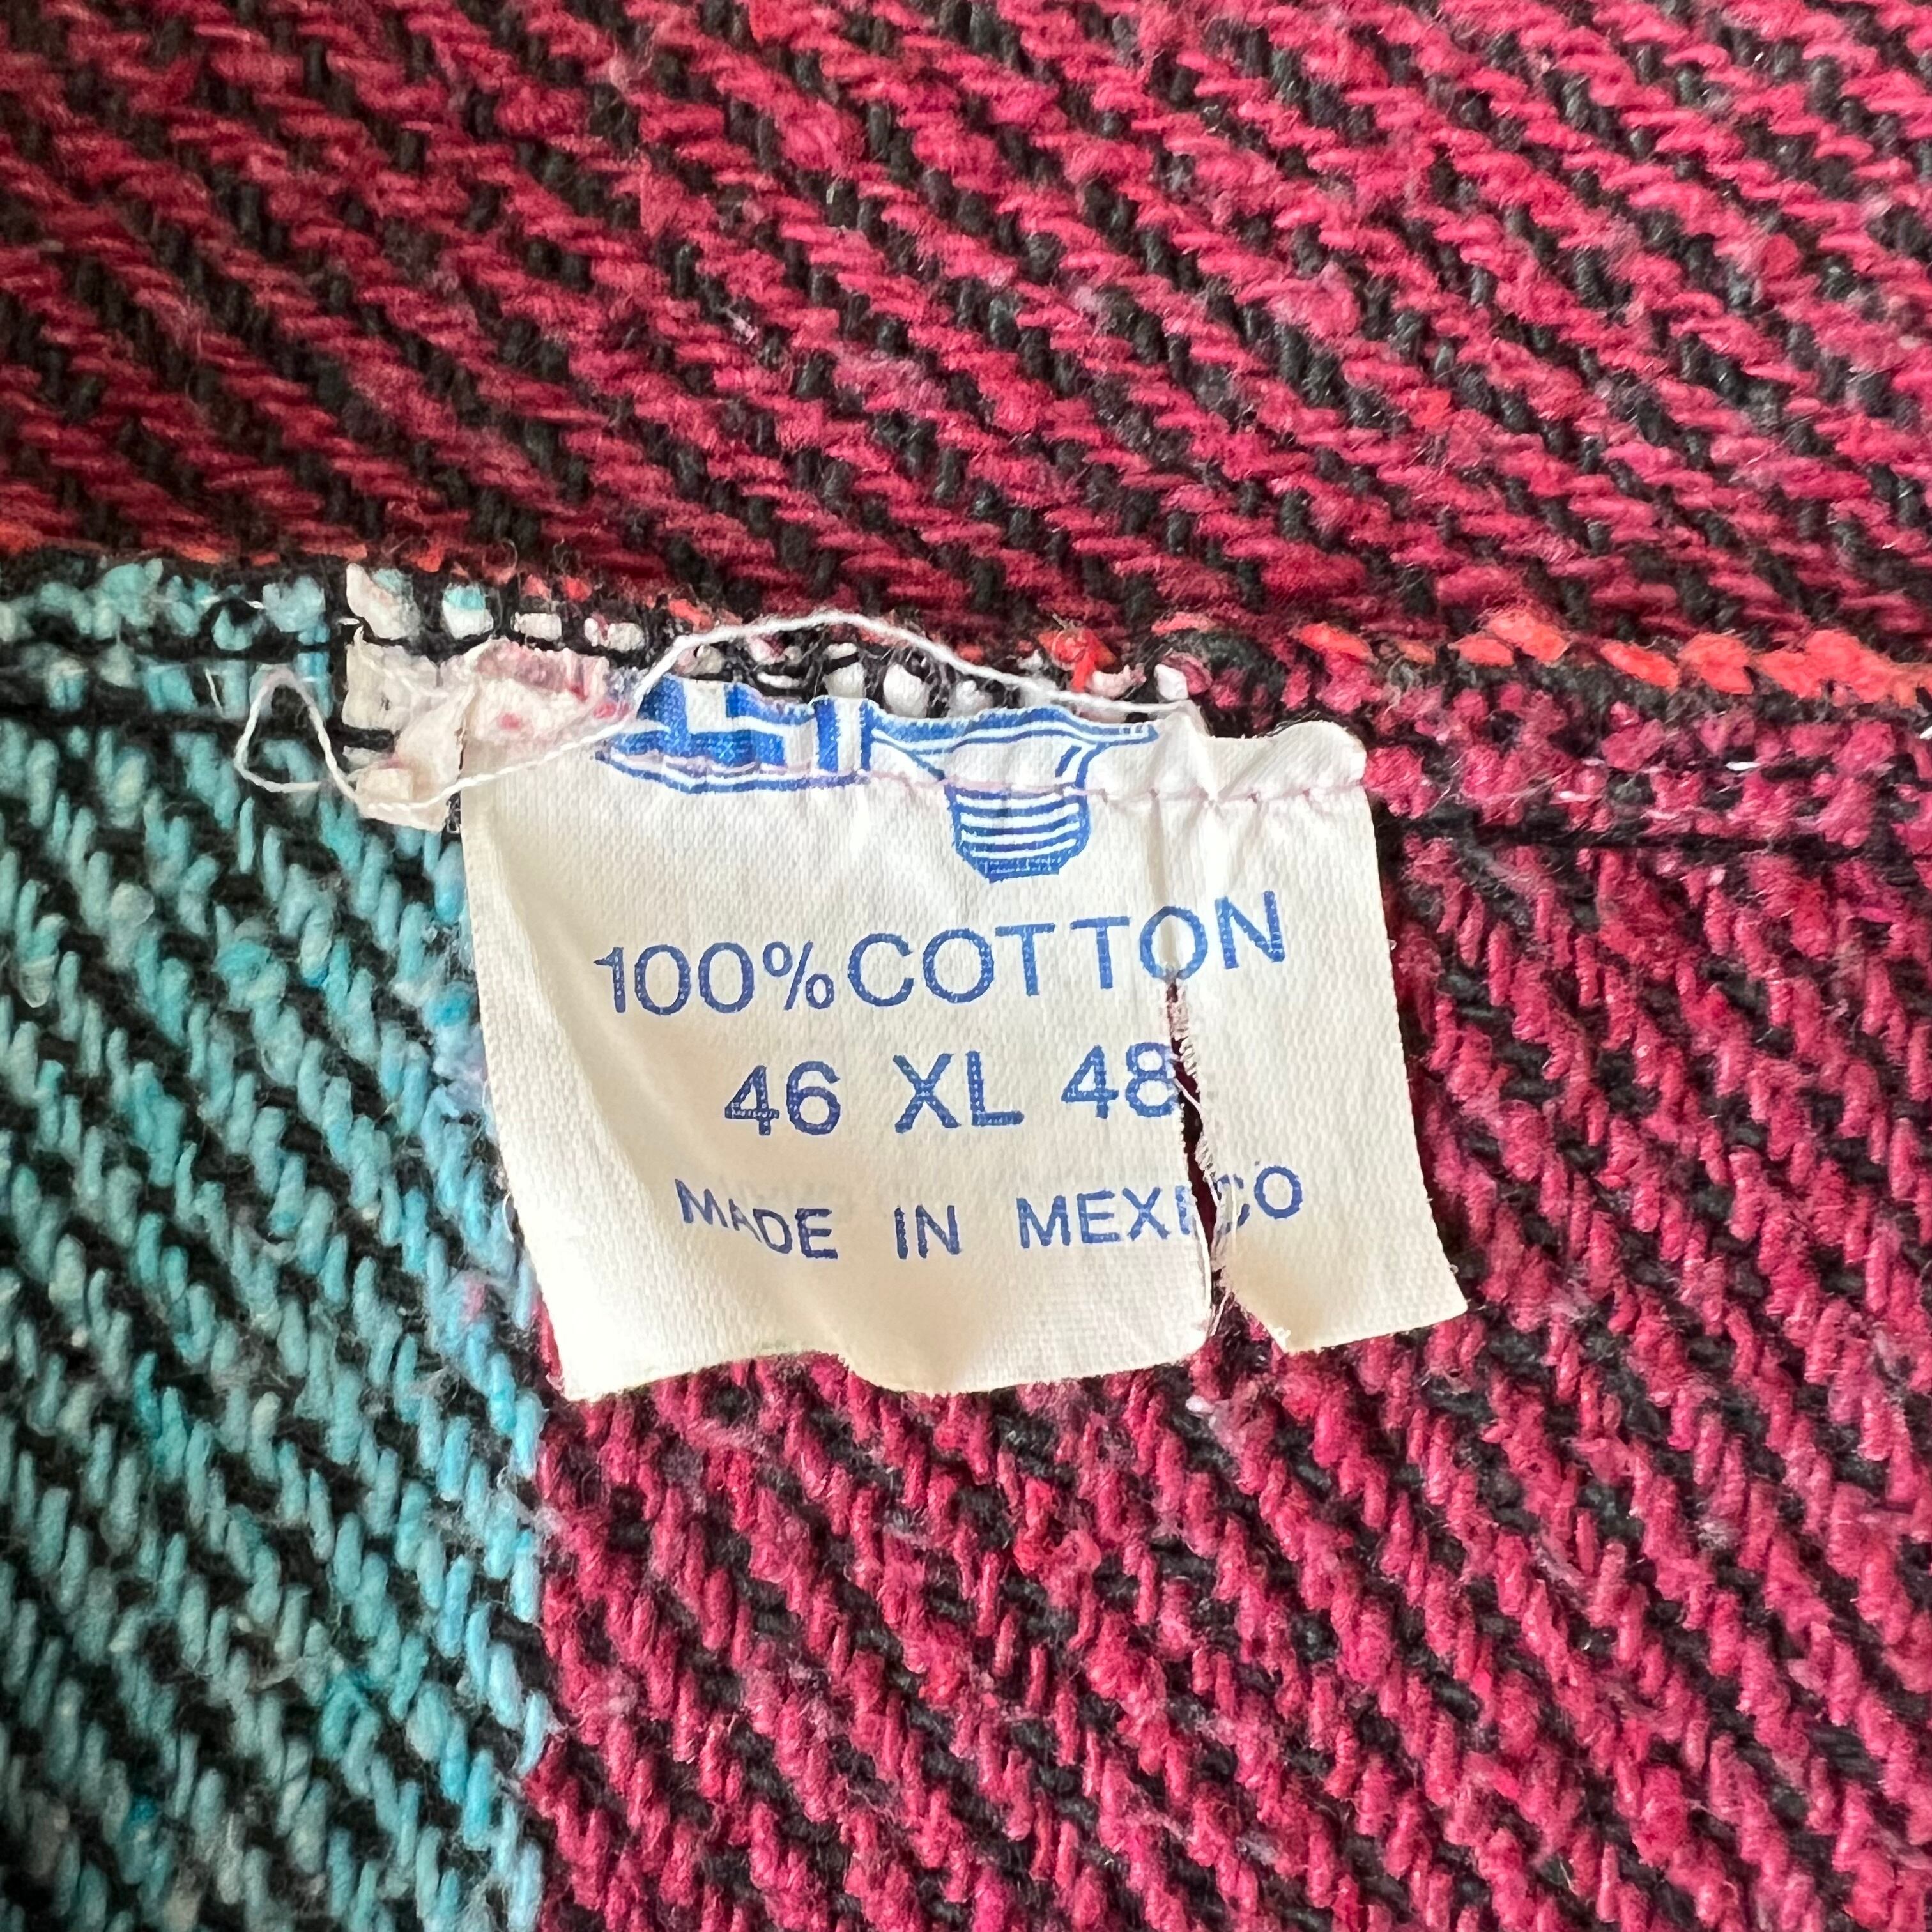 100% COTTON
46 XL 48
MADE IN MEXICO